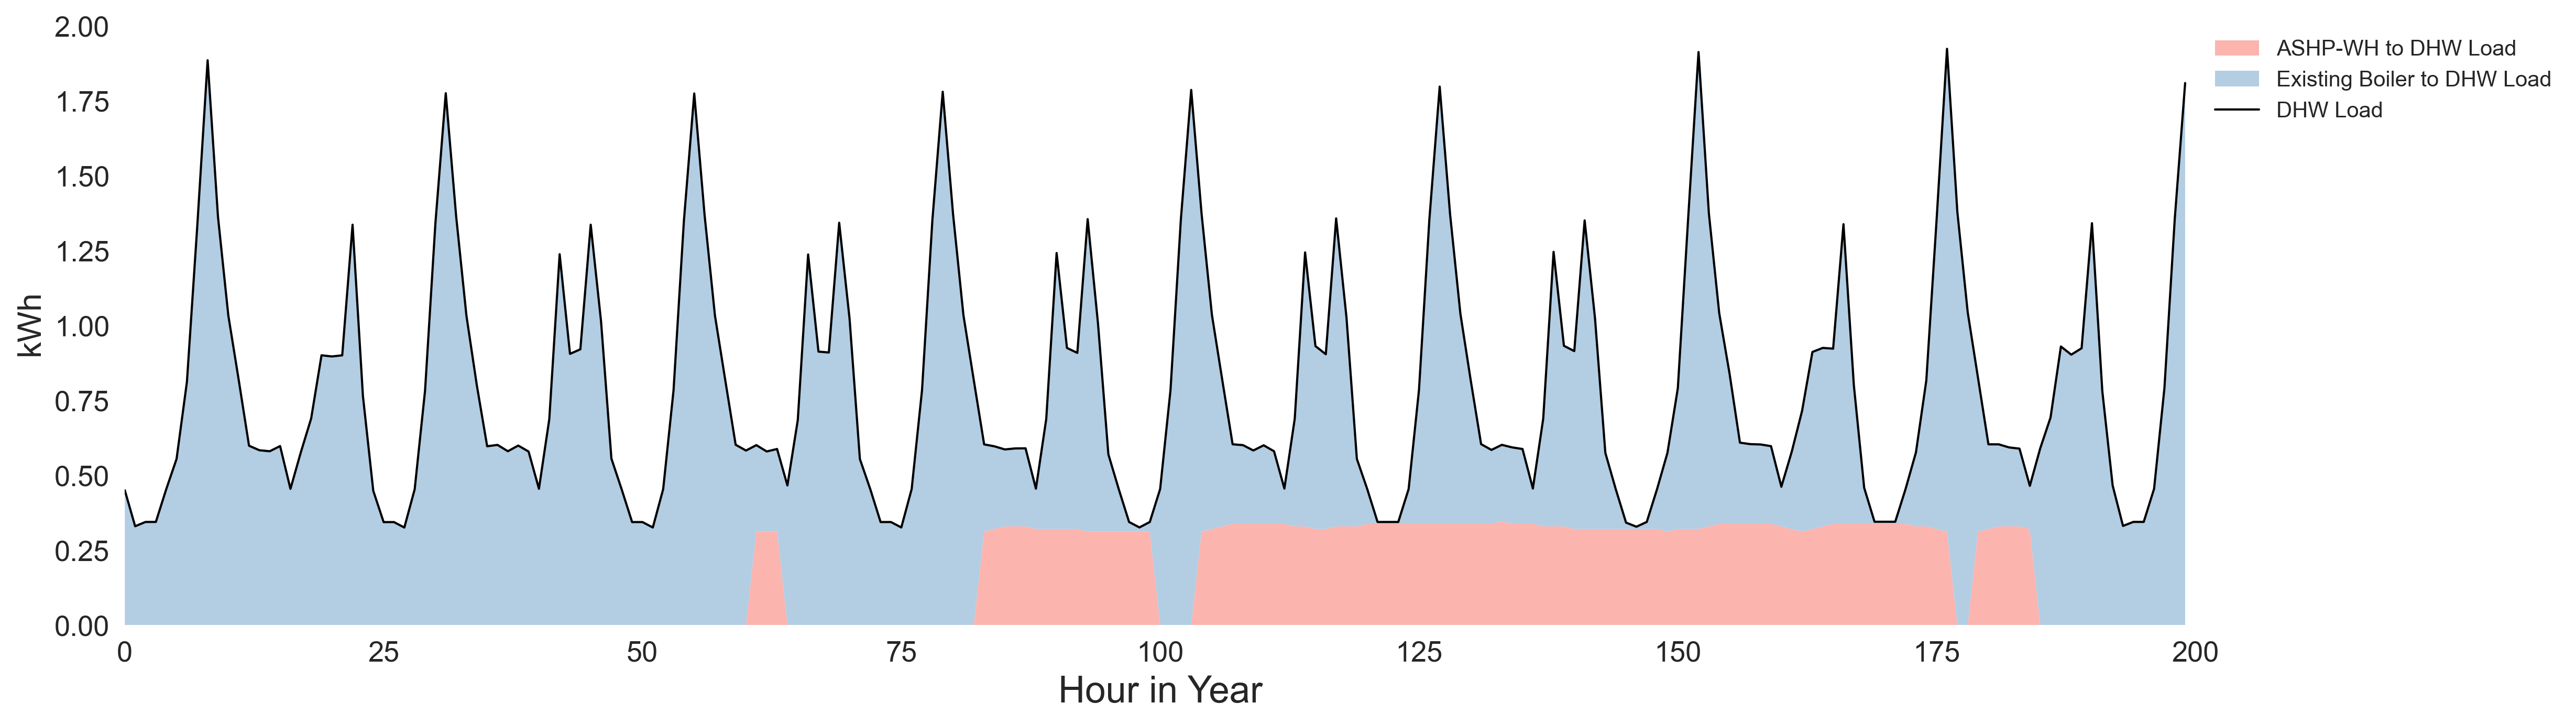 2.00
1.75
1.50
1.25
1.00
0.75
0.50
0.25
0.00
kWh
0 25 50 75 100 125 150 175 200
Hour in Year
ASHP-WH to DHW Load
Existing Boiler to DHW Load
DHW Load